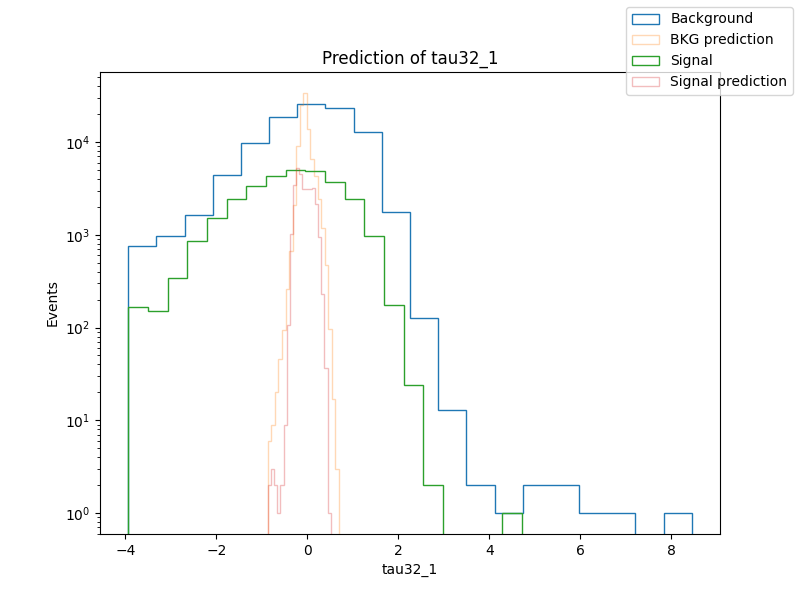 Prediction of tau32_1
Background
BKG prediction
Signal
Signal prediction
Events
10⁴
10³
10²
10¹
10⁰
−4
−2
0
2
4
6
8
tau32_1